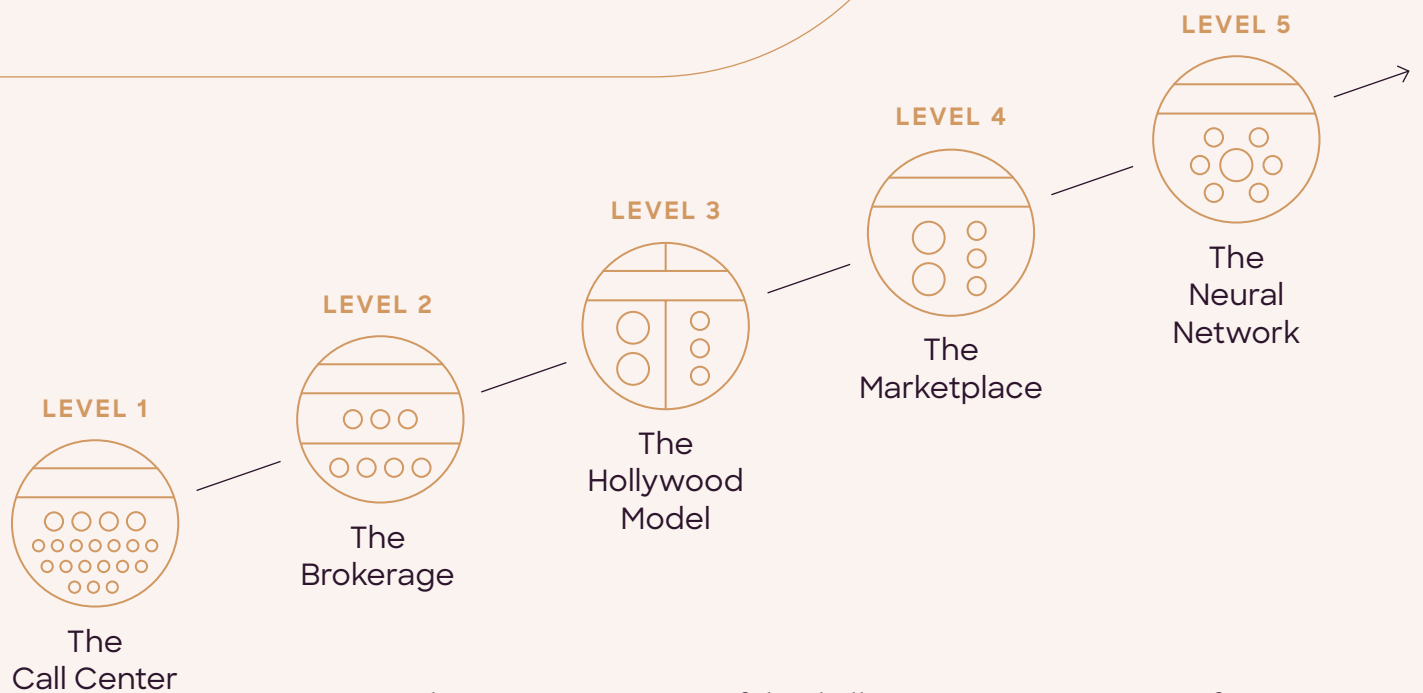 LEVEL 1
The
Call Center
LEVEL 2
The
Brokerage
LEVEL 3
The
Hollywood
Model
LEVEL 4
The
Marketplace
LEVEL 5
The
Neural
Network